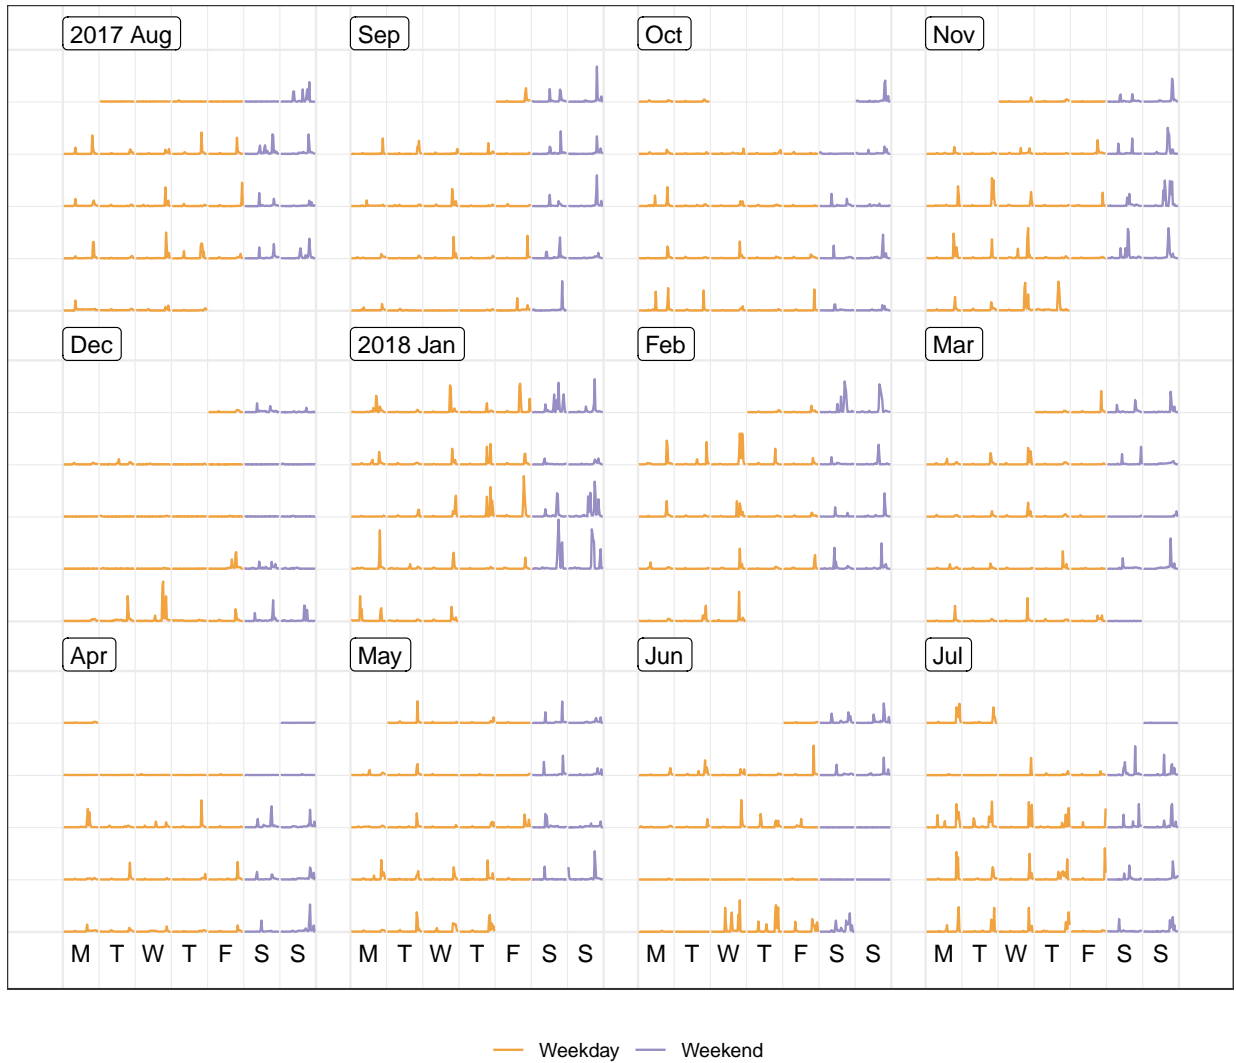 2017 Aug Sep Oct Nov
Dec 2018 Jan Feb Mar
Apr May Jun Jul
M T W T F S S M T W T F S S M T W T F S S M T W T F S S
Weekday Weekend